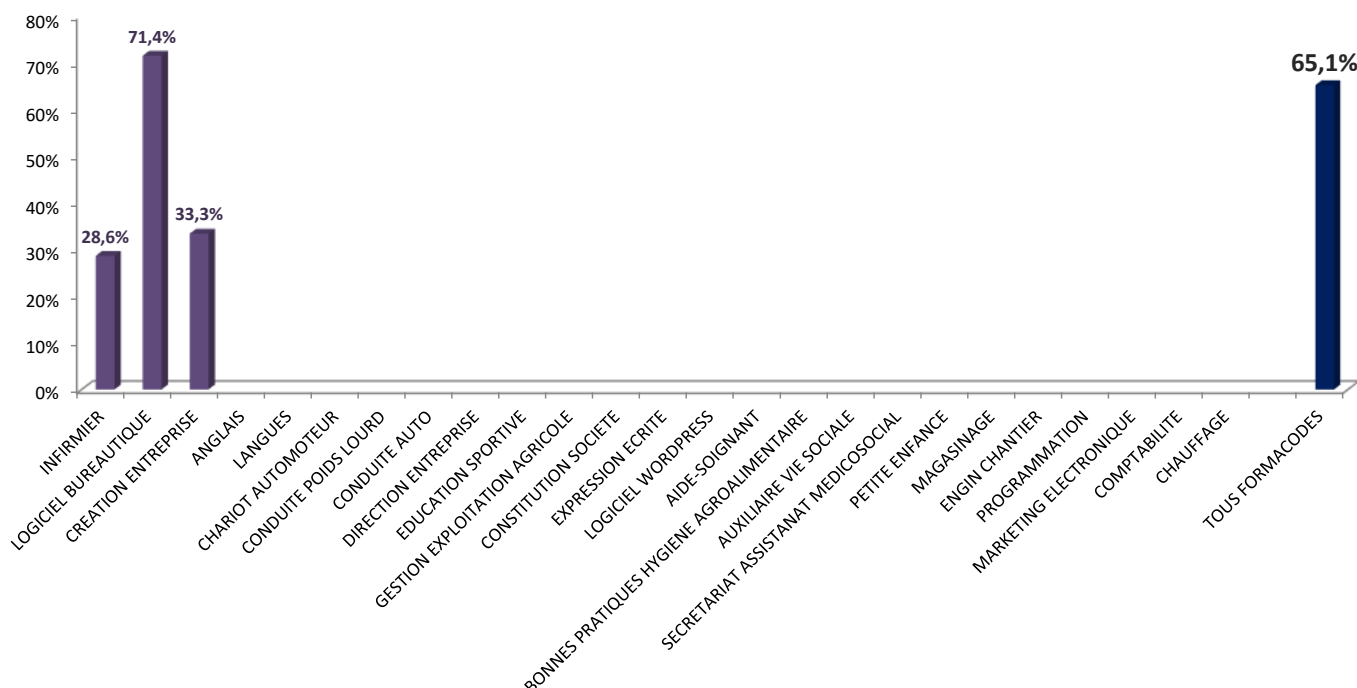 80%
70%
60%
50%
40%
30%
20%
10%
0%
28,6%
71,4%
33,3%
65,1%
INFIRMIER
LOGICIEL BUREAUTIQUE
CREATION ENTREPRISE
ANGLAIS
LANGUES
CHARIOT AUTOMOTEUR
CONDUITE POIDS LOURD
CONDUITE AUTO
DIRECTION ENTREPRISE
EDUCATION SPORTIVE
GESTION EXPLOITATION AGRICOLE
CONSTITUTION SOCIETE
EXPRESSION ECRITE
LOGICIEL WORDPRESS
AIDE-SOIGNANT
BONNES PRATIQUES HYGIENE AGROALIMENTAIRE
AUXILIAIRE VIE SOCIALE
SECRETARIAT ASSISTANAT MEDICOSOCIAL
PETITE ENFANCE
MAGASINAGE
ENGIN CHANTIER
PROGRAMMATION
MARKETING ELECTRONIQUE
COMPTABILITE
CHAUFFAGE
TOUS FORMACODES